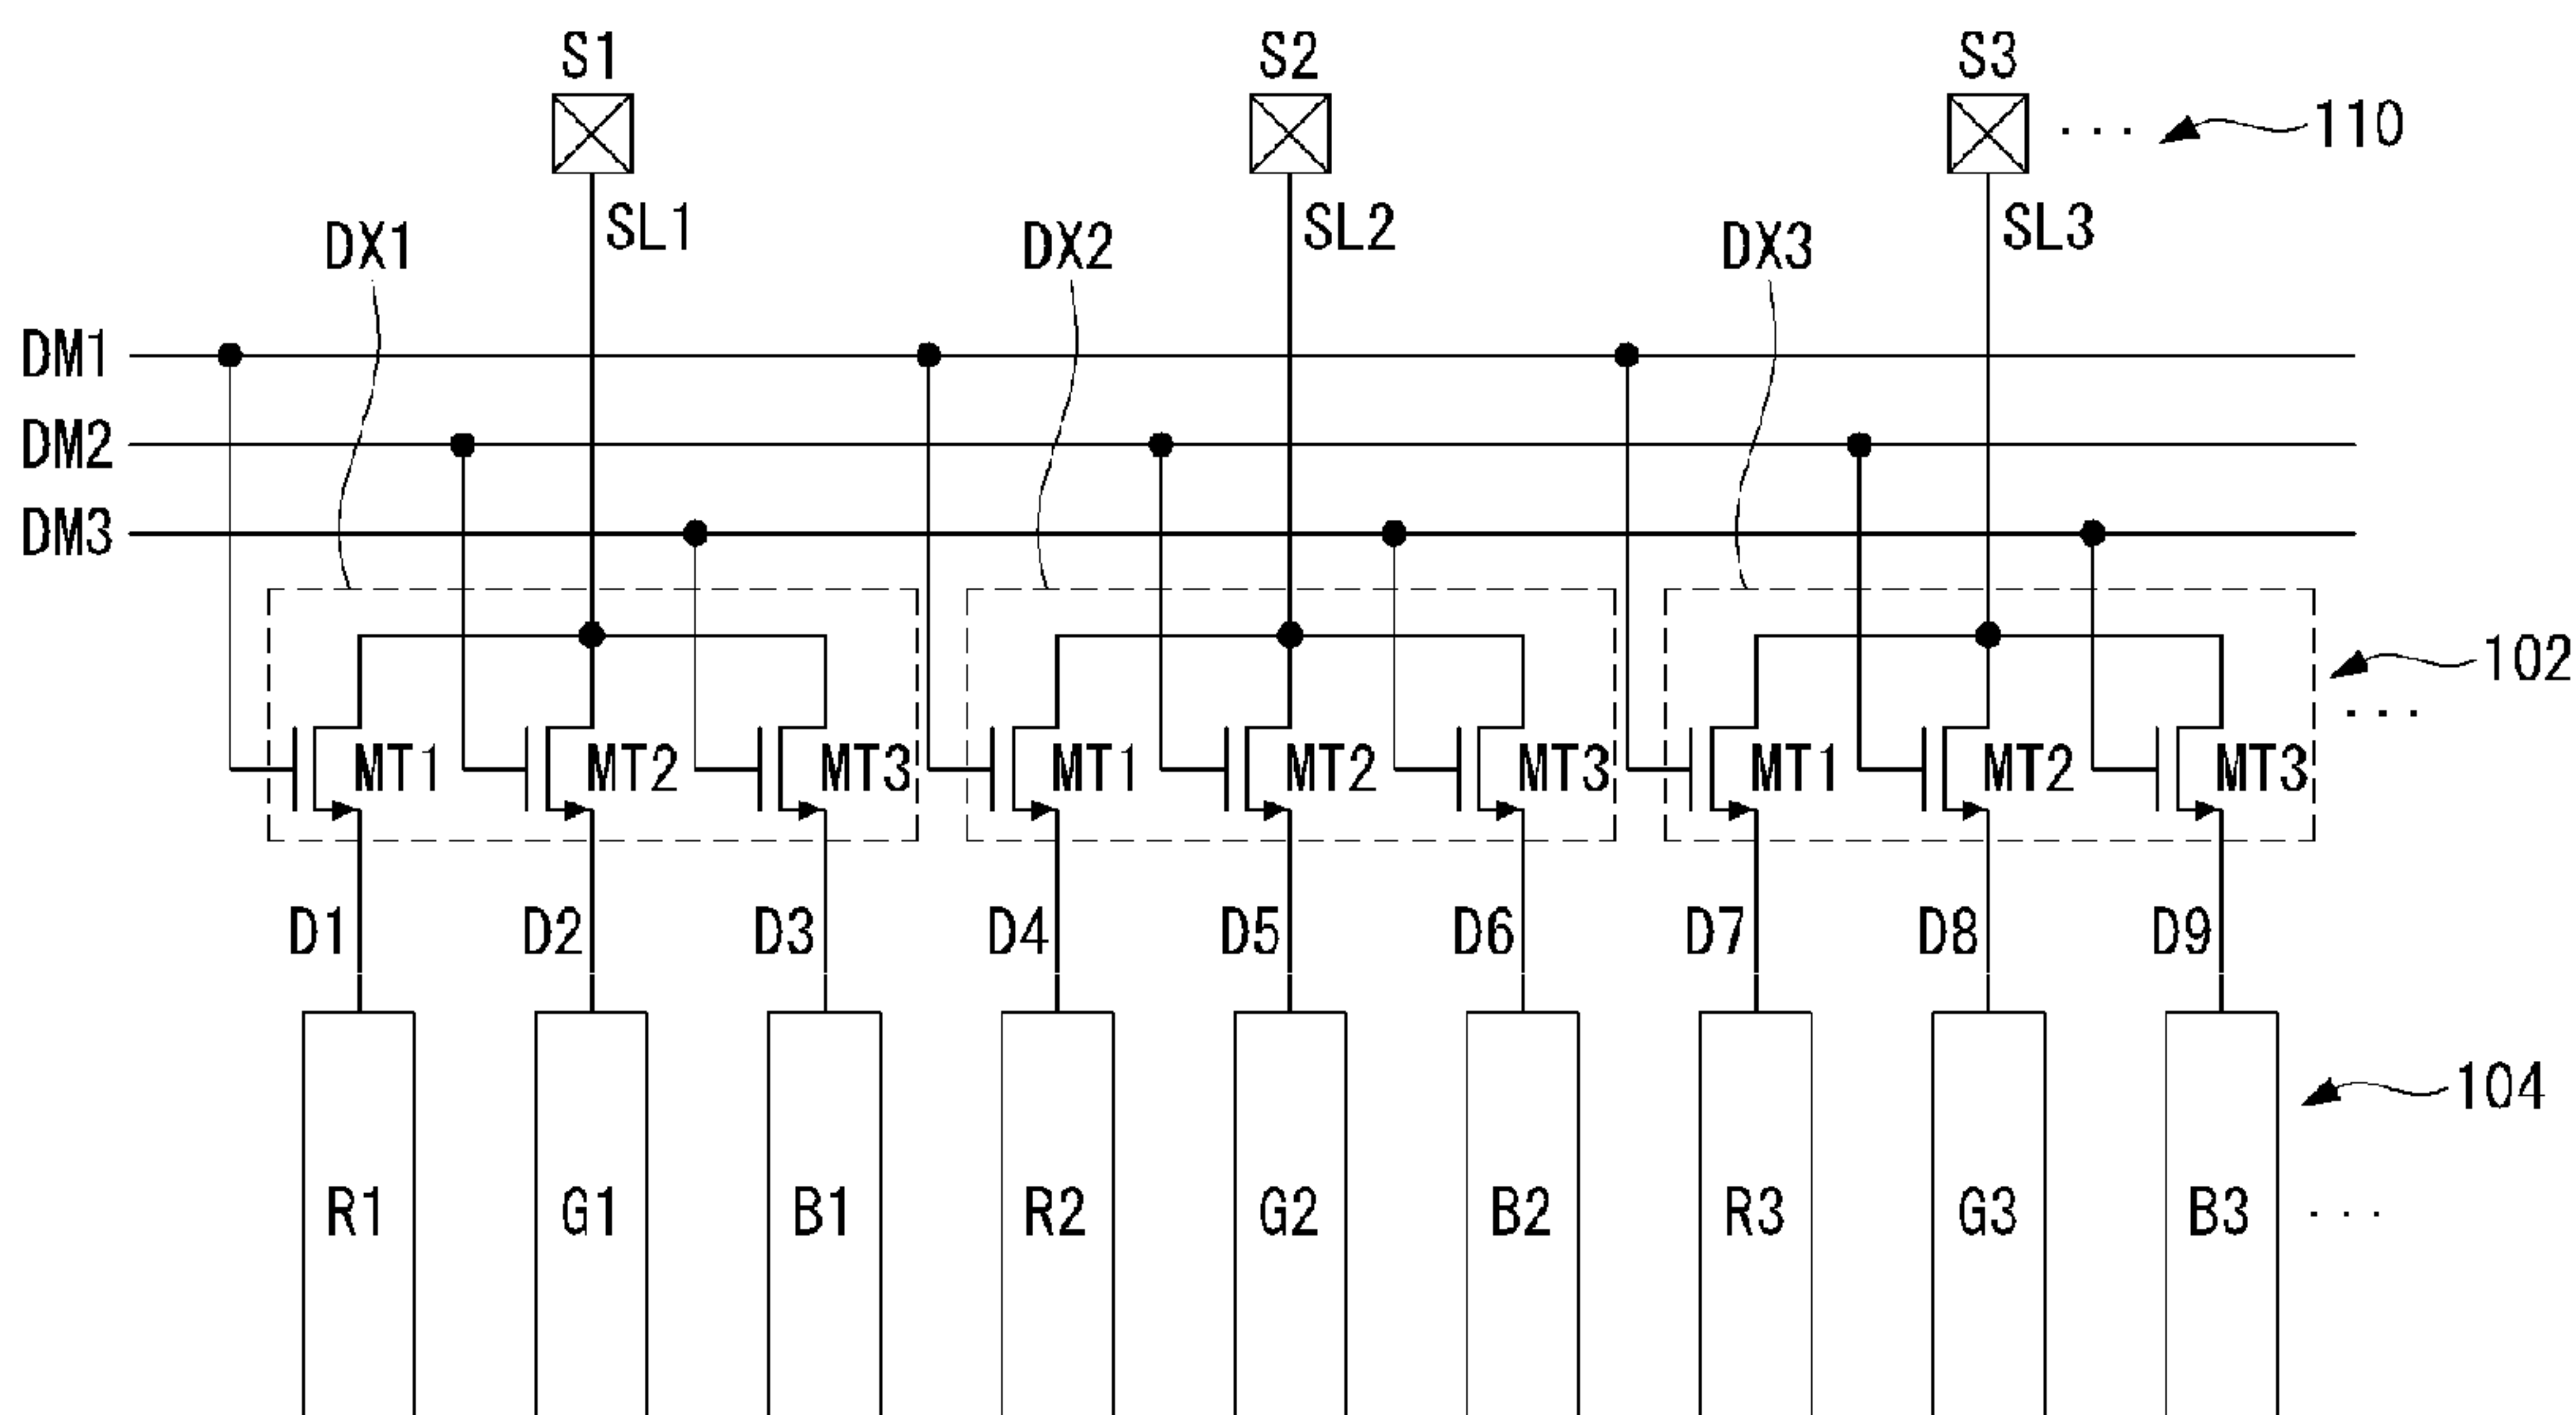 S1 S2 S3
... 110
SL1 SL2 SL3
DX1 DX2 DX3
DM1
DM2
DM3
102
...
MT1 MT2 MT3 MT1 MT2 MT3 MT1 MT2 MT3
D1 D2 D3 D4 D5 D6 D7 D8 D9
104
R1 G1 B1 R2 G2 B2 R3 G3 B3 ...